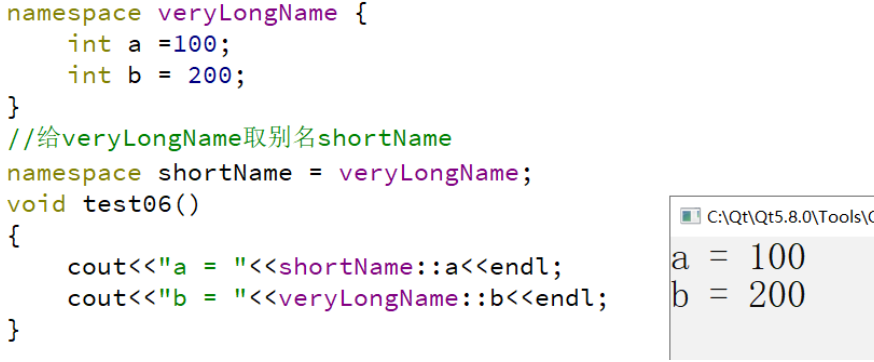 namespace veryLongName {
    int a =100;
    int b = 200;
}
//给veryLongName取别名shortName
namespace shortName = veryLongName;
void test06()
{
    cout<<"a = "<<shortName::a<<endl;
    cout<<"b = "<<veryLongName::b<<endl;
}
C:\Qt\Qt5.8.0\Tools\
a = 100
b = 200